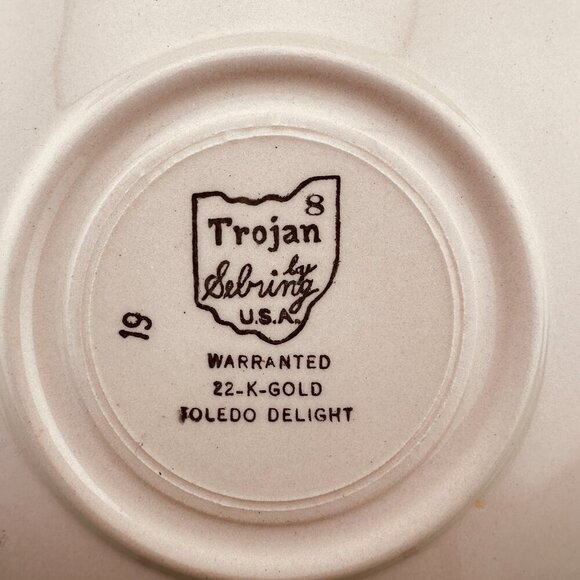 8
Trojan
by
Sebring
U.S.A.
19
WARRANTED
22-K-GOLD
TOLEDO DELIGHT